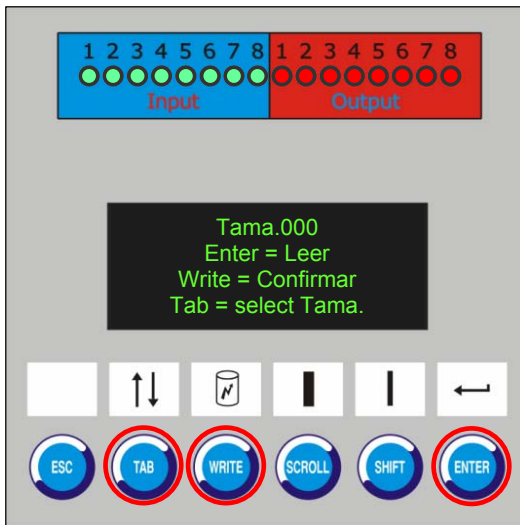 1 2 3 4 5 6 7 8 1 2 3 4 5 6 7 8
Input Output
Tama.000
Enter = Leer
Write = Confirmar
Tab = select Tama.
ESC TAB WRITE SCROLL SHIFT ENTER